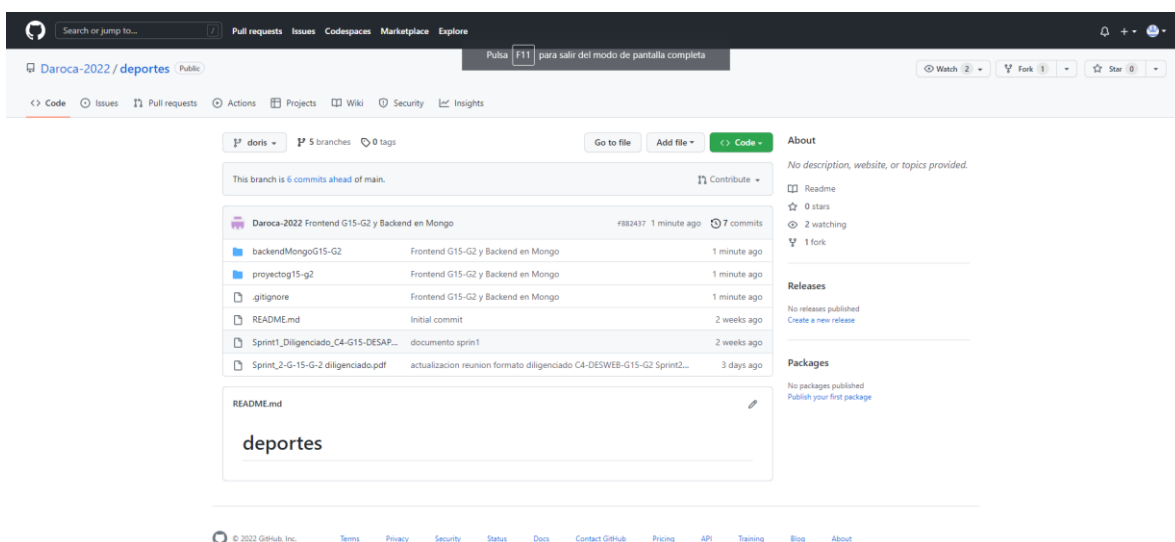 Search or jump to... / Pull requests Issues Codespaces Marketplace Explore
Pulsa F11 para salir del modo de pantalla completa
Daroca-2022 / deportes Public Watch 2 Fork 1 Star 0
<> Code Issues Pull requests Actions Projects Wiki Security Insights
doris 5 branches 0 tags Go to file Add file <> Code
This branch is 6 commits ahead of main. Contribute
Daroca-2022 Frontend G15-G2 y Backend en Mongo f882437 1 minute ago 7 commits
backendMongoG15-G2 Frontend G15-G2 y Backend en Mongo 1 minute ago
proyectog15-g2 Frontend G15-G2 y Backend en Mongo 1 minute ago
.gitignore Frontend G15-G2 y Backend en Mongo 1 minute ago
README.md Initial commit 2 weeks ago
Sprint1_Diligenciado_C4-G15-DESAP... documento sprin1 2 weeks ago
Sprint_2-G-15-G-2 diligenciado.pdf actualizacion reunion formato diligenciado C4-DESWEB-G15-G2 Sprint2... 3 days ago
README.md
deportes
About
No description, website, or topics provided.
Readme
0 stars
2 watching
1 fork
Releases
No releases published
Create a new release
Packages
No packages published
Publish your first package
© 2022 GitHub, Inc. Terms Privacy Security Status Docs Contact GitHub Pricing API Training Blog About